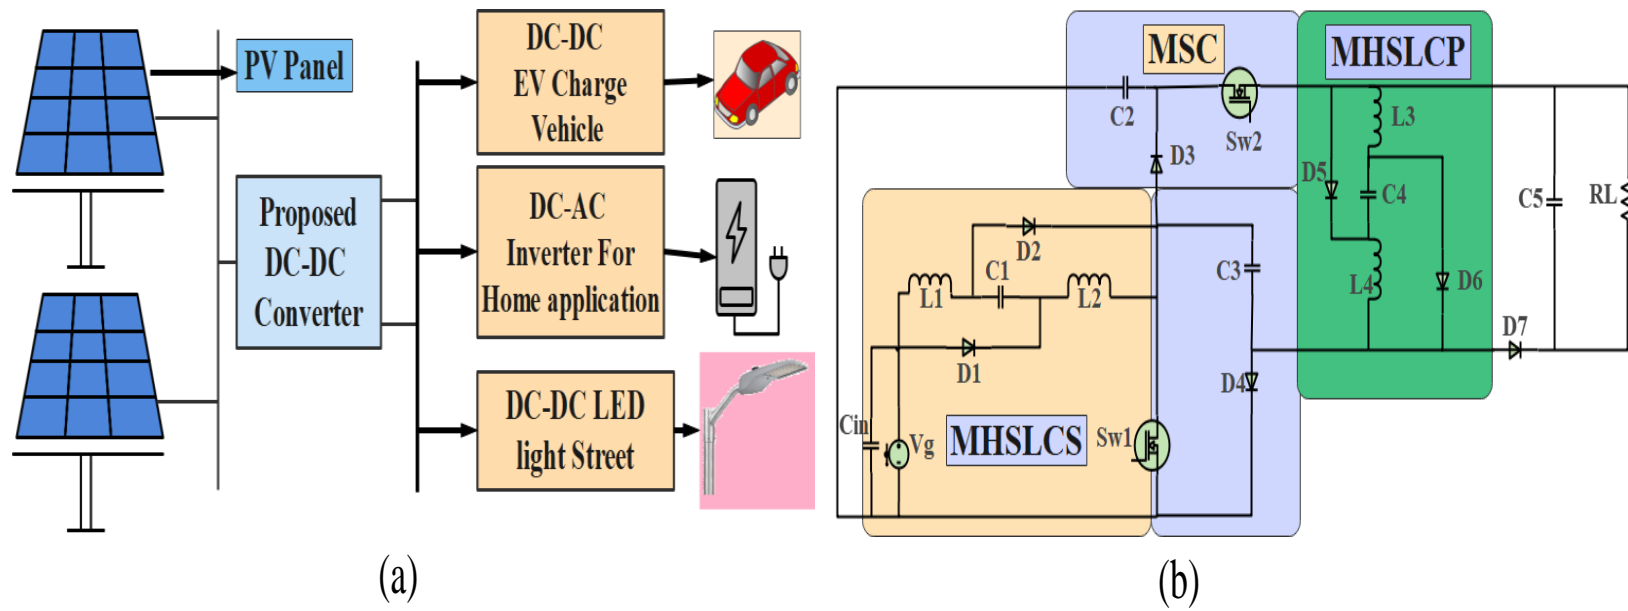 PV Panel
Proposed
DC-DC
Converter
DC-DC
EV Charge
Vehicle
DC-AC
Inverter For
Home application
DC-DC LED
light Street
(a)
MSC
MHSLCP
C2
Sw2
L3
D3
D5
C4
C5
RL
D2
C1
C3
L1
L2
L4
D6
D1
D7
D4
Cin
Vg
MHSLCS
Sw1
(b)